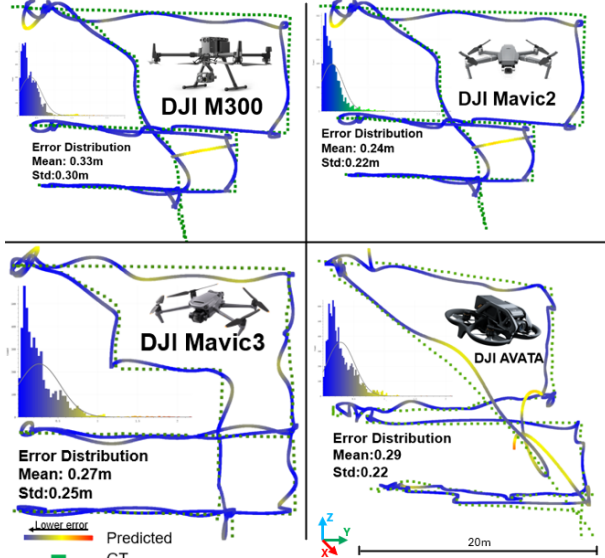 DJI M300
Error Distribution
Mean: 0.33m
Std:0.30m
DJI Mavic2
Error Distribution
Mean: 0.24m
Std:0.22m
DJI Mavic3
Error Distribution
Mean: 0.27m
Std:0.25m
DJI AVATA
Error Distribution
Mean:0.29
Std:0.22
Lower error
Predicted
GT
Z
Y
X
20m